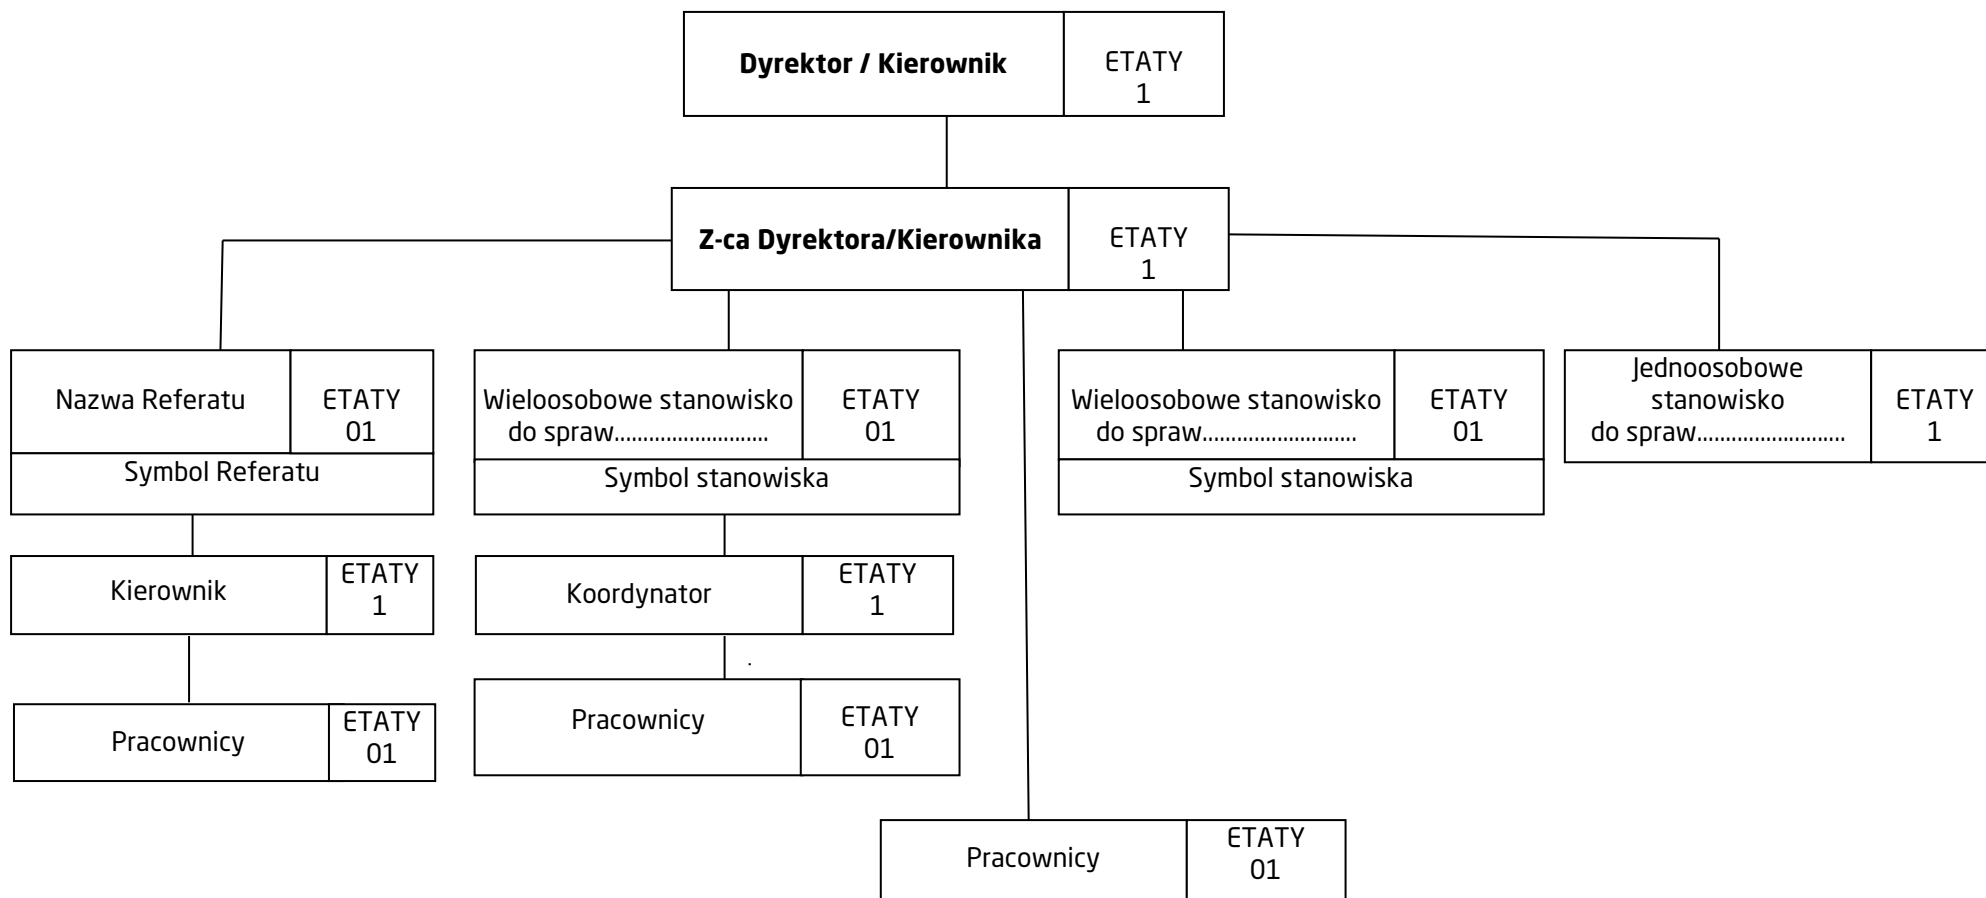 Dyrektor / Kierownik
ETATY
1
Z-ca Dyrektora/Kierownika
ETATY
1
Nazwa Referatu
ETATY
01
Symbol Referatu
Wieloosobowe stanowisko
do spraw...........................
ETATY
01
Symbol stanowiska
Wieloosobowe stanowisko
do spraw...........................
ETATY
01
Symbol stanowiska
Jednoosobowe
stanowisko
do spraw..........................
ETATY
1
Kierownik
ETATY
1
Koordynator
ETATY
1
.
Pracownicy
ETATY
01
Pracownicy
ETATY
01
Pracownicy
ETATY
01